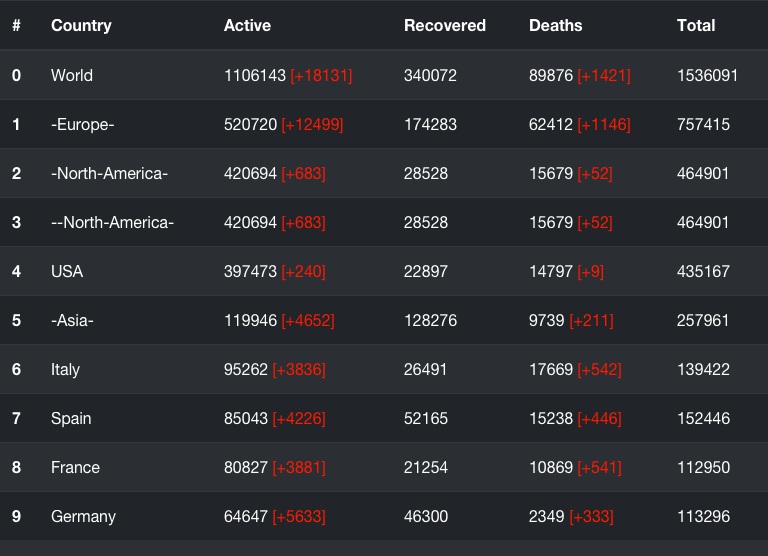 # Country Active Recovered Deaths Total
0 World 1106143 [+18131] 340072 89876 [+1421] 1536091
1 -Europe- 520720 [+12499] 174283 62412 [+1146] 757415
2 -North-America- 420694 [+683] 28528 15679 [+52] 464901
3 --North-America- 420694 [+683] 28528 15679 [+52] 464901
4 USA 397473 [+240] 22897 14797 [+9] 435167
5 -Asia- 119946 [+4652] 128276 9739 [+211] 257961
6 Italy 95262 [+3836] 26491 17669 [+542] 139422
7 Spain 85043 [+4226] 52165 15238 [+446] 152446
8 France 80827 [+3881] 21254 10869 [+541] 112950
9 Germany 64647 [+5633] 46300 2349 [+333] 113296